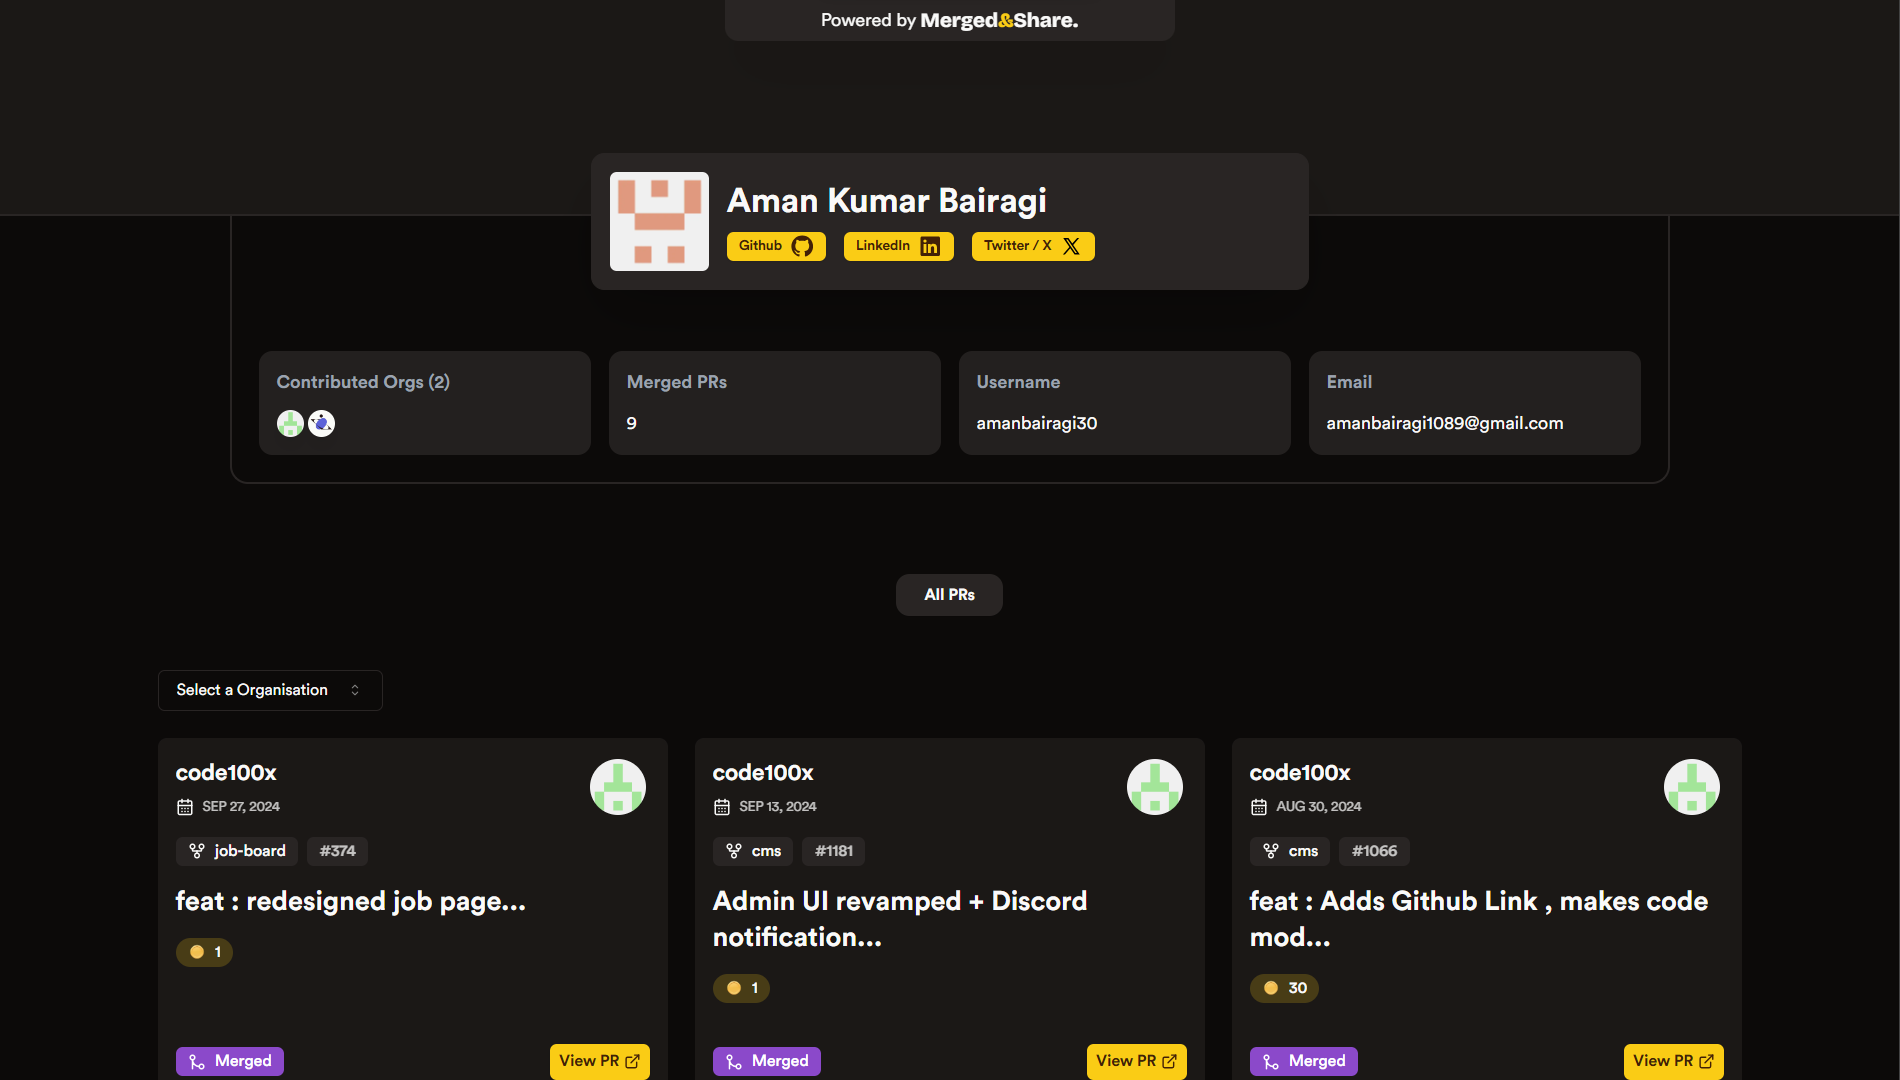 Powered by Merged&Share.
Aman Kumar Bairagi
Github
LinkedIn
Twitter / X
Contributed Orgs (2)
Merged PRs
9
Username
amanbairagi30
Email
amanbairagi1089@gmail.com
All PRs
Select a Organisation
code100x
SEP 27, 2024
job-board
#374
feat : redesigned job page...
1
Merged
View PR
code100x
SEP 13, 2024
cms
#1181
Admin UI revamped + Discord
notification...
1
Merged
View PR
code100x
AUG 30, 2024
cms
#1066
feat : Adds Github Link , makes code
mod...
30
Merged
View PR